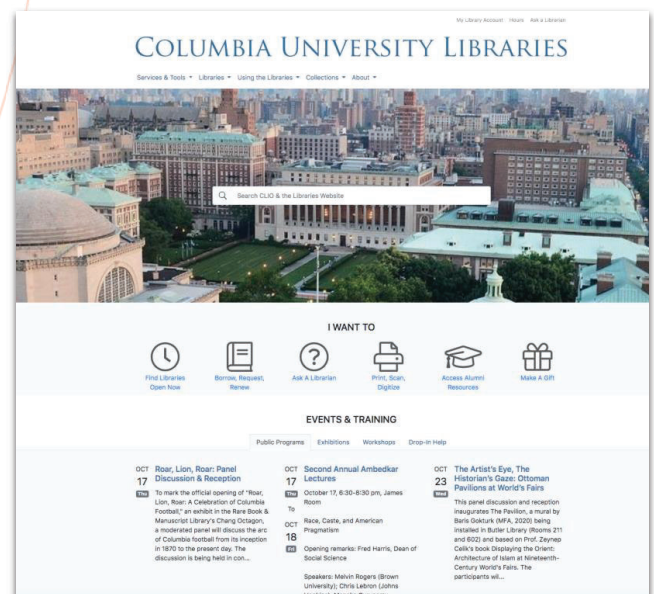 My Library Account Hours Ask a Librarian
COLUMBIA UNIVERSITY LIBRARIES
Services & Tools Libraries Using the Libraries Collections About
Search CLIO & the Libraries Website
I WANT TO
Find Libraries
Open Now
Borrow, Request,
Renew
Ask A Librarian
Print, Scan,
Digitize
Access Alumni
Resources
Make A Gift
EVENTS & TRAINING
Public Programs Exhibitions Workshops Drop-In Help
OCT
17
Thu
Roar, Lion, Roar: Panel
Discussion & Reception
To mark the official opening of "Roar,
Lion, Roar: A Celebration of Columbia
Football," an exhibit in the Rare Book &
Manuscript Library's Chang Octagon,
a moderated panel will discuss the arc
of Columbia football from its inception
in 1870 to the present day. The
discussion is being held in con...
OCT
17
Thu
To
OCT
18
Fri
Second Annual Ambedkar
Lectures
October 17, 6:30-8:30 pm, James
Room
Race, Caste, and American
Pragmatism
Opening remarks: Fred Harris, Dean of
Social Science
Speakers: Melvin Rogers (Brown
University); Chris Lebron (Johns
OCT
23
Wed
The Artist's Eye, The
Historian's Gaze: Ottoman
Pavilions at World's Fairs
This panel discussion and reception
inaugurates The Pavilion, a mural by
Baris Gokturk (MFA, 2020) being
installed in Butler Library (Rooms 211
and 602) and based on Prof. Zeynep
Celik's book Displaying the Orient:
Architecture of Islam at Nineteenth-
Century World's Fairs. The
participants wil...